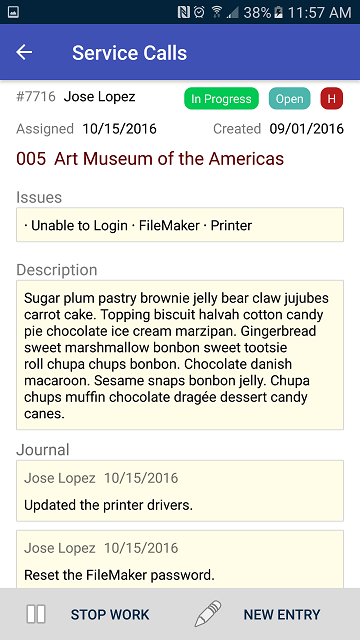 38% 11:57 AM
Service Calls
#7716 Jose Lopez In Progress Open H
Assigned 10/15/2016 Created 09/01/2016
005 Art Museum of the Americas
Issues
· Unable to Login · FileMaker · Printer
Description
Sugar plum pastry brownie jelly bear claw jujubes
carrot cake. Topping biscuit halvah cotton candy
pie chocolate ice cream marzipan. Gingerbread
sweet marshmallow bonbon sweet tootsie
roll chupa chups bonbon. Chocolate danish
macaroon. Sesame snaps bonbon jelly. Chupa
chups muffin chocolate dragée dessert candy
canes.
Journal
Jose Lopez 10/15/2016
Updated the printer drivers.
Jose Lopez 10/15/2016
Reset the FileMaker password.
STOP WORK NEW ENTRY